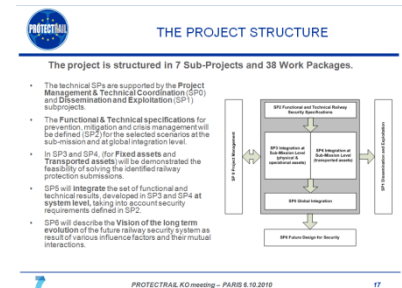 PROTECTRAIL
THE PROJECT STRUCTURE
The project is structured in 7 Sub-Projects and 38 Work Packages.
• The technical SPs are supported by the Project
Management & Technical Coordination (SP0)
and Dissemination and Exploitation (SP1)
subprojects.
• The Functional & Technical specifications for
prevention, mitigation and crisis management will
be defined (SP2) for the selected scenarios at the
sub-mission and at global integration level.
• In SP3 and SP4, (for Fixed assets and
Transported assets) will be demonstrated the
feasibility of solving the identified railway
protection submissions.
• SP5 will integrate the set of functional and
technical results, developed in SP3 and SP4 at
system level, taking into account security
requirements defined in SP2.
• SP6 will describe the Vision of the long term
evolution of the future railway security system as
result of various influence factors and their mutual
interactions.
SP 0 Project Management
SP2 Functional and Technical Railway
Security Specifications
SP3 Integration at
Sub-Mission Level
(physical &
operational assets)
SP4 Integration at
Sub-Mission Level
(transported assets)
SP5 Global Integration
SP6 Future Design for Security
SP1 Dissemination and Exploitation
PROTECTRAIL KO meeting – PARIS 6.10.2010
17